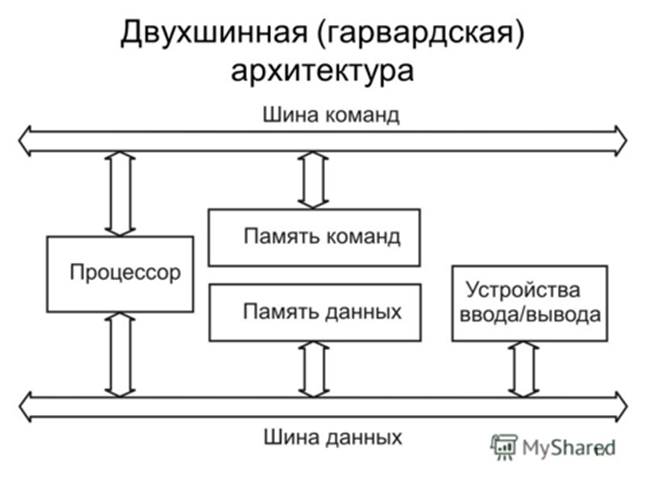 Двухшинная (гарвардская)
архитектура
Шина команд
Память команд
Процессор
Память данных
Устройства
ввода/вывода
Шина данных
MyShared